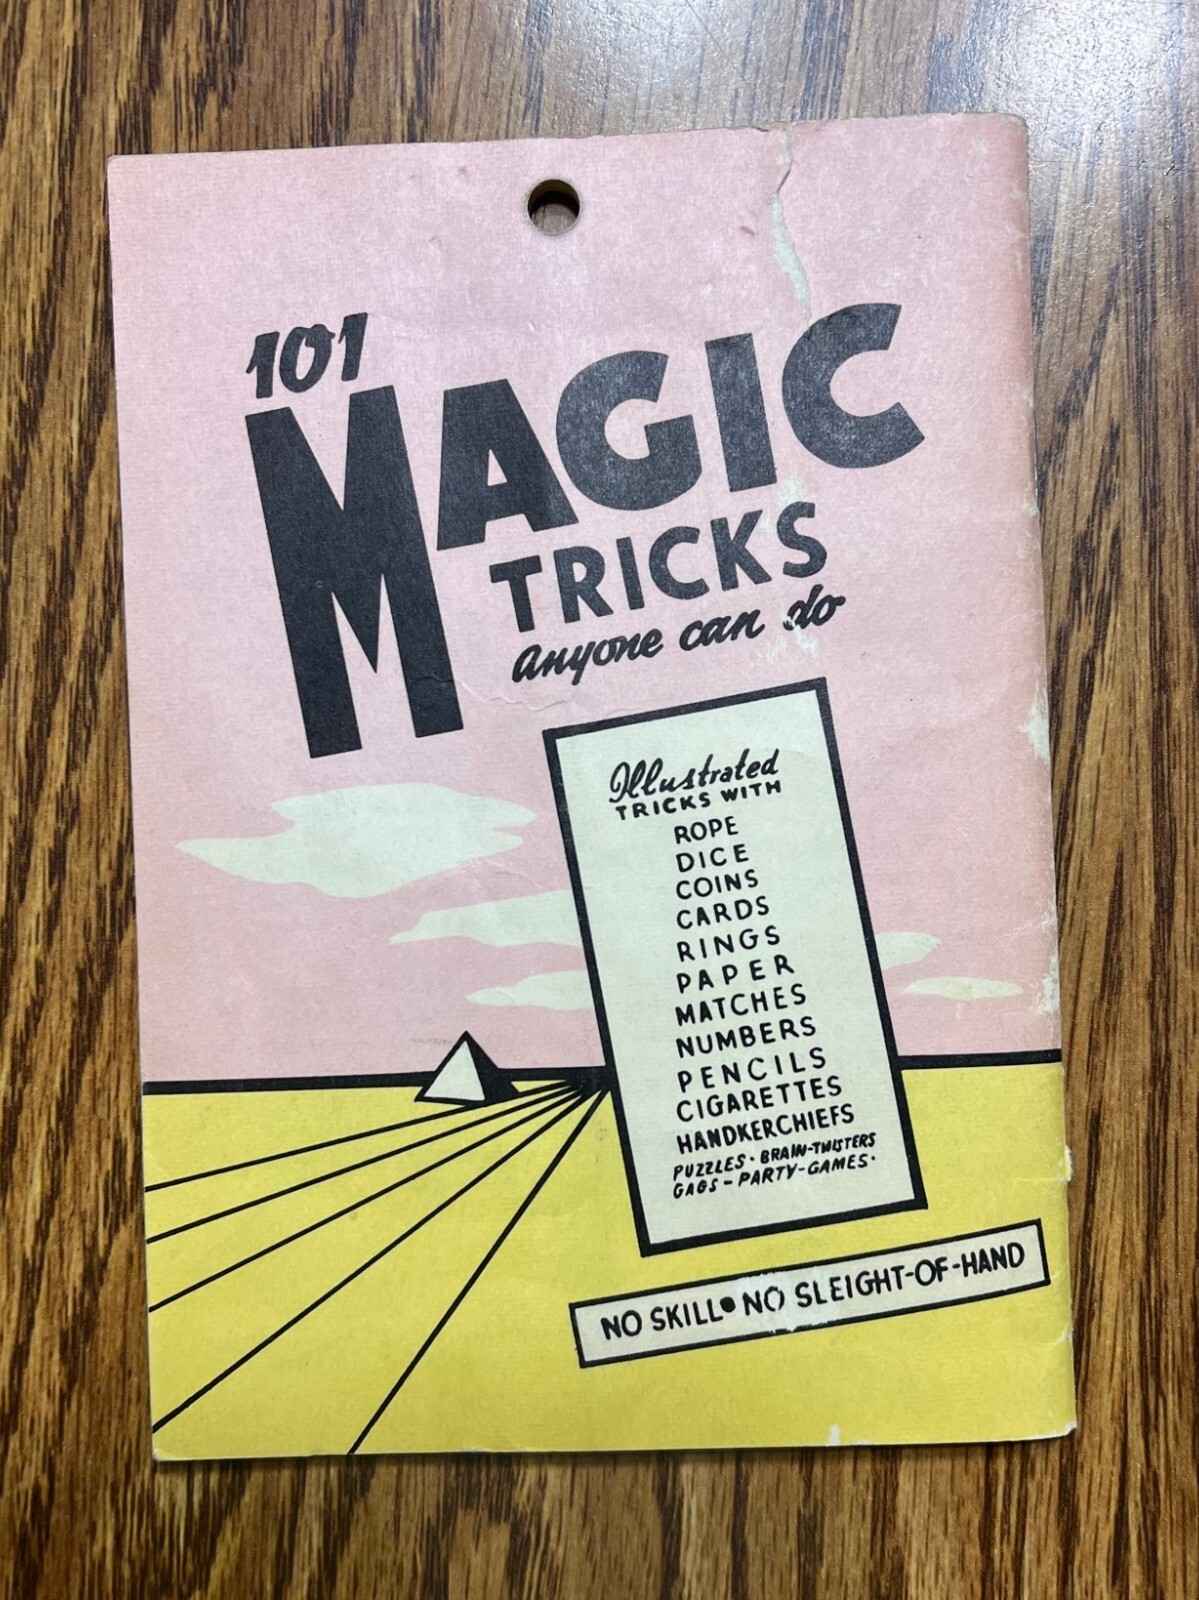 101
MAGIC
TRICKS
anyone can do
Illustrated
TRICKS WITH
ROPE
DICE
COINS
CARDS
RINGS
PAPER
MATCHES
NUMBERS
PENCILS
CIGARETTES
HANDKERCHIEFS
PUZZLES · BRAIN-TWISTERS
GAGS - PARTY-GAMES ·
NO SKILL • NO SLEIGHT-OF-HAND